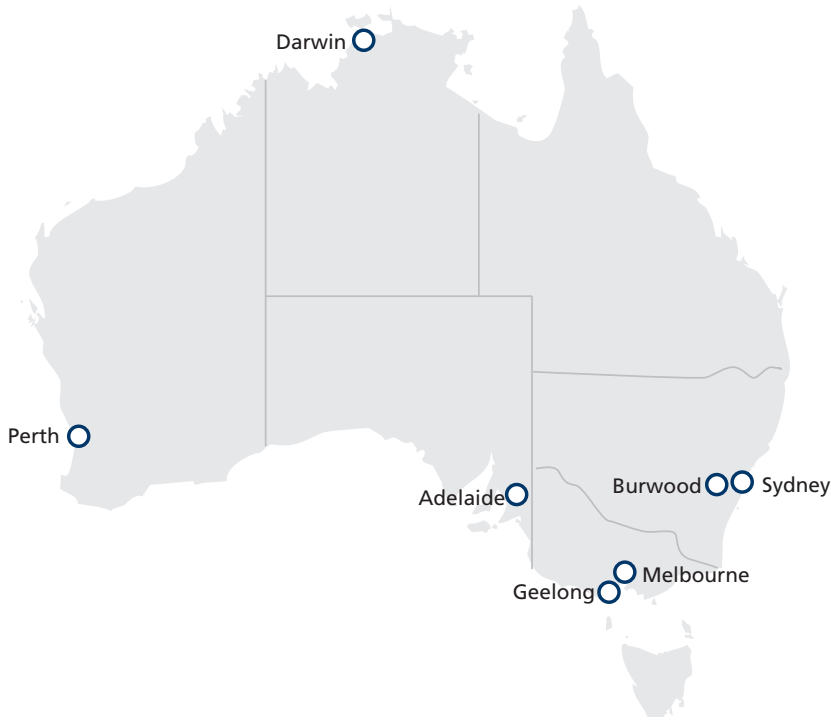 Darwin
Perth
Burwood
Sydney
Adelaide
Melbourne
Geelong